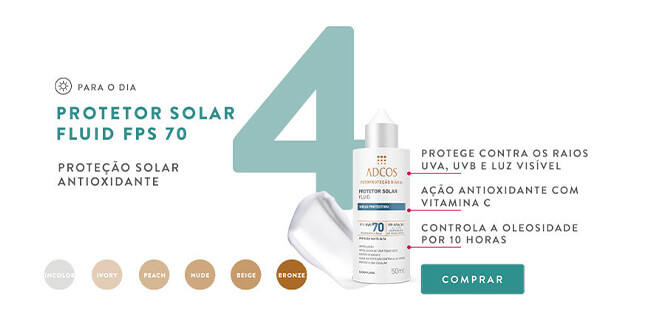 4
PARA O DIA
PROTETOR SOLAR
FLUID FPS 70
PROTEÇÃO SOLAR
ANTIOXIDANTE
INCOLOR
IVORY
PEACH
NUDE
BEIGE
BRONZE
ADCOS
PROTETOR SOLAR
FLUID
70
50ml
PROTEGE CONTRA OS RAIOS
UVA, UVB E LUZ VISÍVEL
AÇÃO ANTIOXIDANTE COM
VITAMINA C
CONTROLA A OLEOSIDADE
POR 10 HORAS
COMPRAR